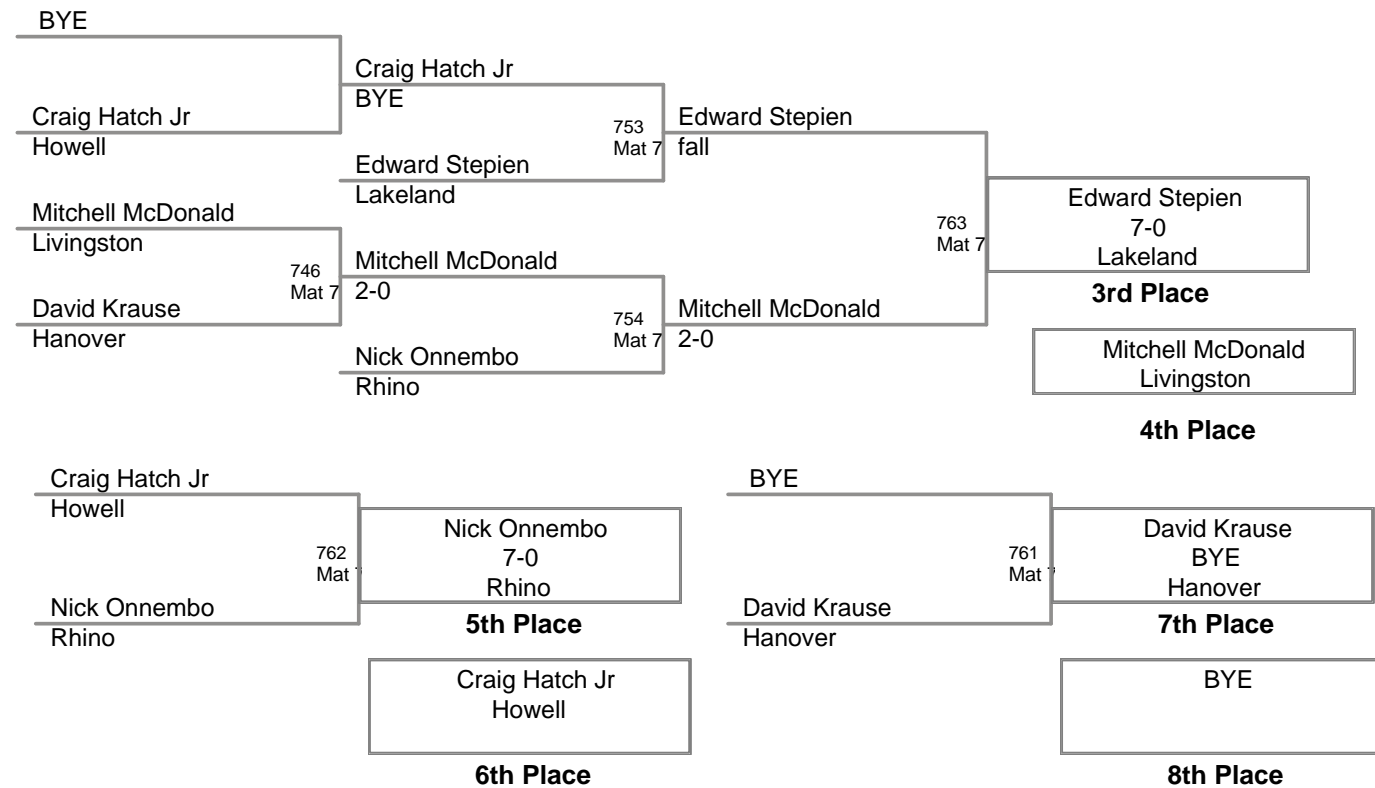 BYE
Craig Hatch Jr
BYE
Craig Hatch Jr
Howell
753
Mat 7
Edward Stepien
fall
Edward Stepien
Lakeland
Mitchell McDonald
Livingston
763
Mat 7
Edward Stepien
7-0
Lakeland
3rd Place
746
Mat 7
Mitchell McDonald
2-0
David Krause
Hanover
754
Mat 7
Mitchell McDonald
2-0
Nick Onnembo
Rhino
Mitchell McDonald
Livingston
4th Place
Craig Hatch Jr
Howell
762
Mat
Nick Onnembo
7-0
Rhino
5th Place
Nick Onnembo
Rhino
Craig Hatch Jr
Howell
6th Place
BYE
761
Mat
David Krause
BYE
Hanover
7th Place
David Krause
Hanover
BYE
8th Place